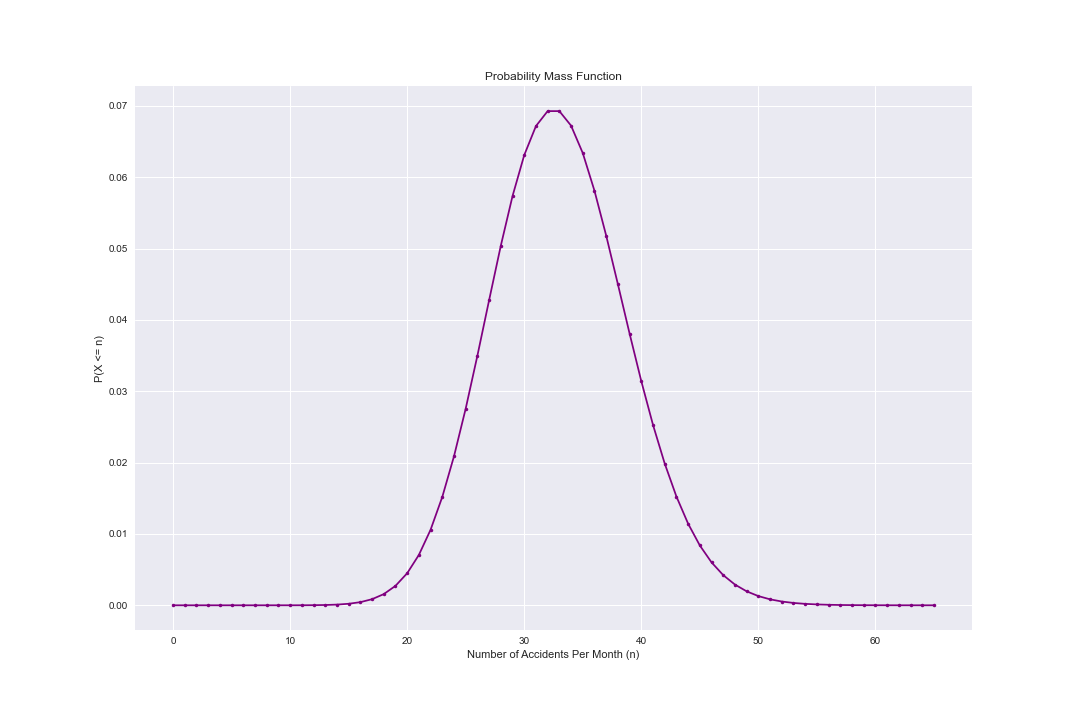 Probability Mass Function
0.07
0.06
0.05
0.04
0.03
0.02
0.01
0.00
P(X <= n)
0 10 20 30 40 50 60
Number of Accidents Per Month (n)